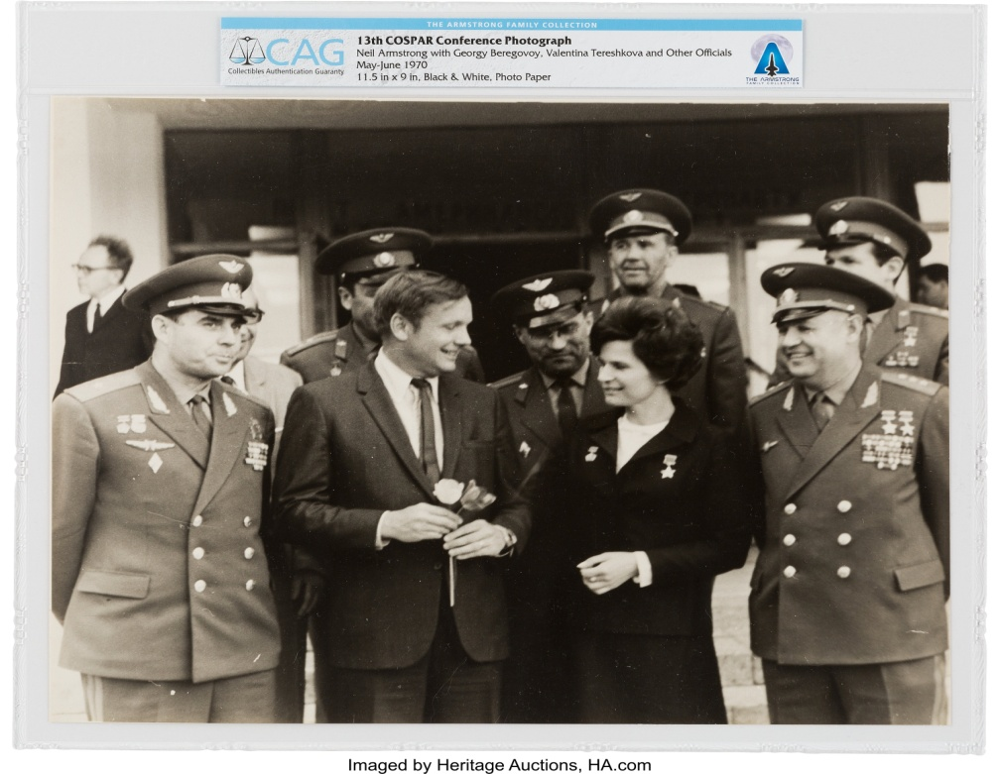 THE ARMSTRONG FAMILY COLLECTION
CAG
Collectibles Authentication Guaranty
13th COSPAR Conference Photograph
Neil Armstrong with Georgy Beregovoy, Valentina Tereshkova and Other Officials
May-June 1970
11.5 in x 9 in, Black & White, Photo Paper
THE ARMSTRONG
FAMILY COLLECTION
Imaged by Heritage Auctions, HA.com